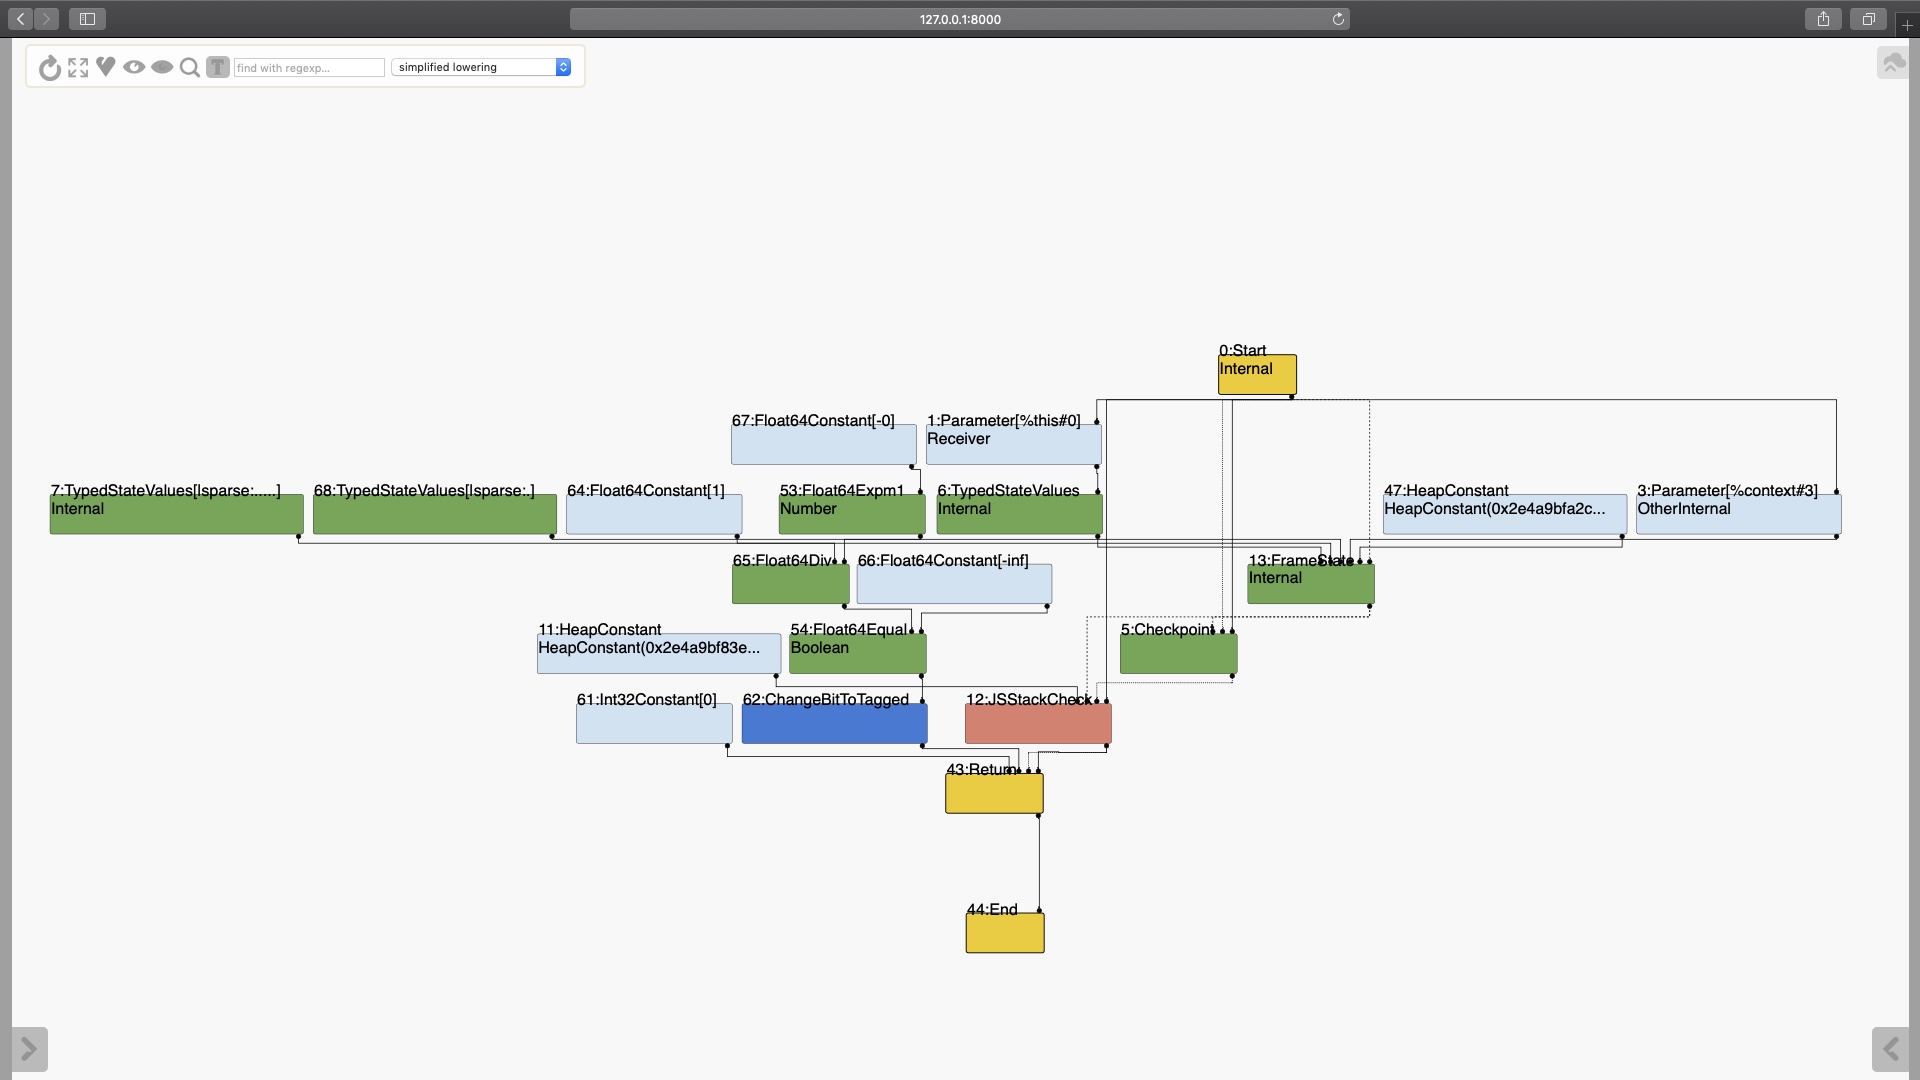 127.0.0.1:8000
T
find with regexp...
simplified lowering
0:Start
Internal
67:Float64Constant[-0]
1:Parameter[%this#0]
Receiver
7:TypedStateValues[|sparse:.....]
Internal
68:TypedStateValues[|sparse:.]
64:Float64Constant[1]
53:Float64Expm1
Number
6:TypedStateValues
Internal
47:HeapConstant
HeapConstant(0x2e4a9bfa2c...
3:Parameter[%context#3]
OtherInternal
65:Float64Div
66:Float64Constant[-inf]
13:FrameState
Internal
11:HeapConstant
HeapConstant(0x2e4a9bf83e...
54:Float64Equal
Boolean
5:Checkpoint
61:Int32Constant[0]
62:ChangeBitToTagged
12:JSStackCheck
43:Return
44:End